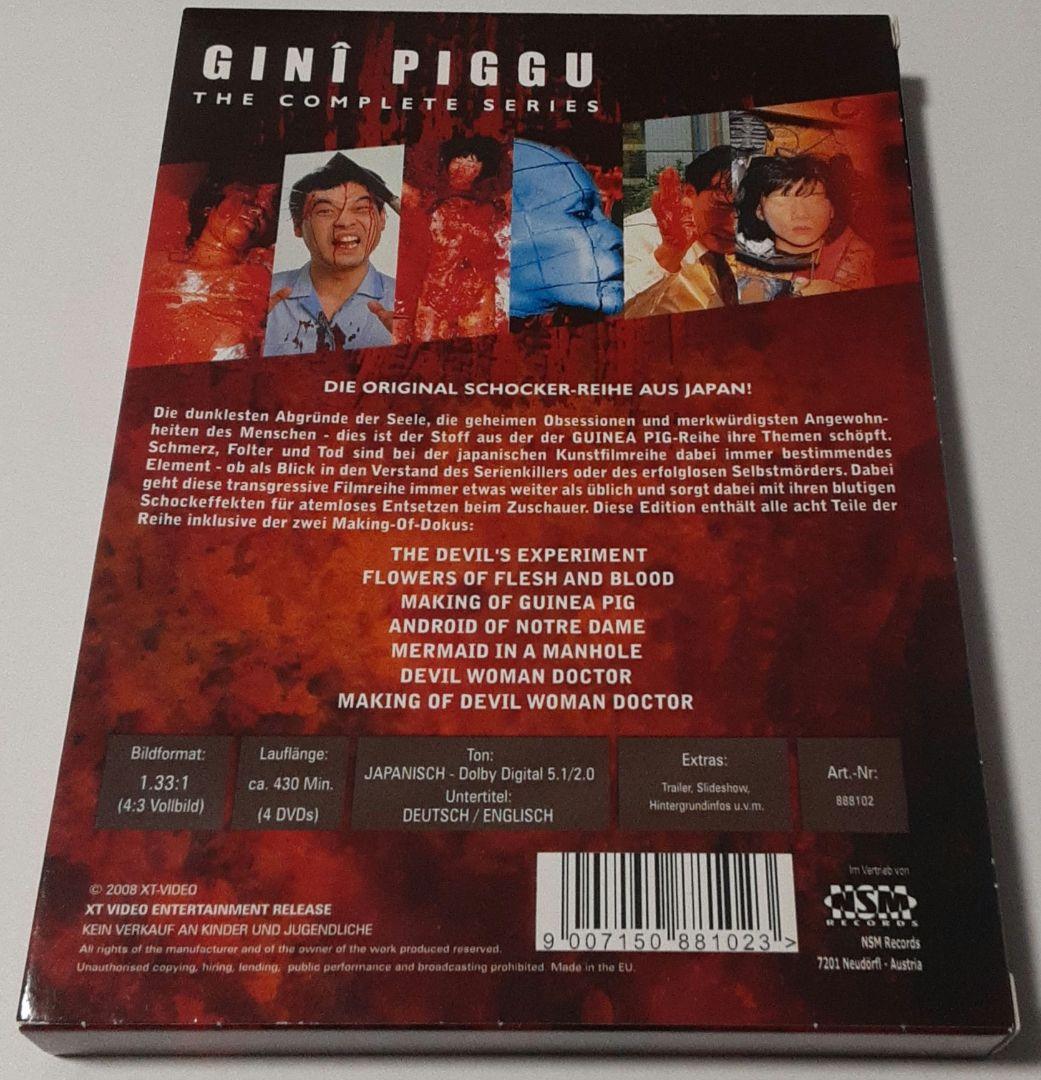 GINÎ PIGGU
THE COMPLETE SERIES
DIE ORIGINAL SCHOCKER-REIHE AUS JAPAN!
Die dunklesten Abgründe der Seele, die geheimen Obsessionen und merkwürdigsten Angewohn-
heiten des Menschen - dies ist der Stoff aus der der GUINEA PIG-Reihe ihre Themen schöpft.
Schmerz, Folter und Tod sind bei der japanischen Kunstfilmreihe dabei immer bestimmendes
Element - ob als Blick in den Verstand des Serienkillers oder des erfolglosen Selbstmörders. Dabei
geht diese transgressive Filmreihe immer etwas weiter als üblich und sorgt dabei mit ihren blutigen
Schockeffekten für atemloses Entsetzen beim Zuschauer. Diese Edition enthält alle acht Teile der
Reihe inklusive der zwei Making-Of-Dokus:
THE DEVIL'S EXPERIMENT
FLOWERS OF FLESH AND BLOOD
MAKING OF GUINEA PIG
ANDROID OF NOTRE DAME
MERMAID IN A MANHOLE
DEVIL WOMAN DOCTOR
MAKING OF DEVIL WOMAN DOCTOR
Bildformat:
1.33:1
(4:3 Vollbild)
Lauflänge:
ca. 430 Min.
(4 DVDs)
Ton:
JAPANISCH - Dolby Digital 5.1/2.0
Untertitel:
DEUTSCH / ENGLISCH
Extras:
Trailer, Slideshow,
Hintergrundinfos u.v.m.
Art.-Nr:
888102
© 2008 XT-VIDEO
XT VIDEO ENTERTAINMENT RELEASE
KEIN VERKAUF AN KINDER UND JUGENDLICHE
All rights of the manufacturer and of the owner of the work produced reserved.
Unauthorised copying, hiring, lending, public performance and broadcasting prohibited. Made in the EU.
9 007150 881023 >
Im Vertrieb von
NSM
RECORDS
NSM Records
7201 Neudörfl - Austria